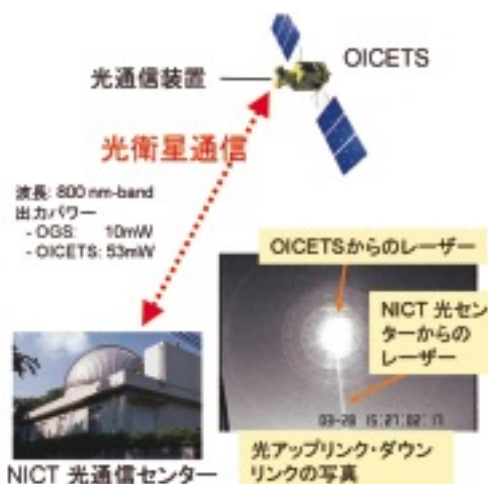 OICETS
光通信装置
光衛星通信
波長: 800 nm-band
出力パワー
- OGS: 10mW
- OICETS: 53mW
OICETSからのレーザー
NICT 光セン
ターからの
レーザー
03-28 15:27:02:17
NICT 光通信センター
光アップリンク・ダウン
リンクの写真